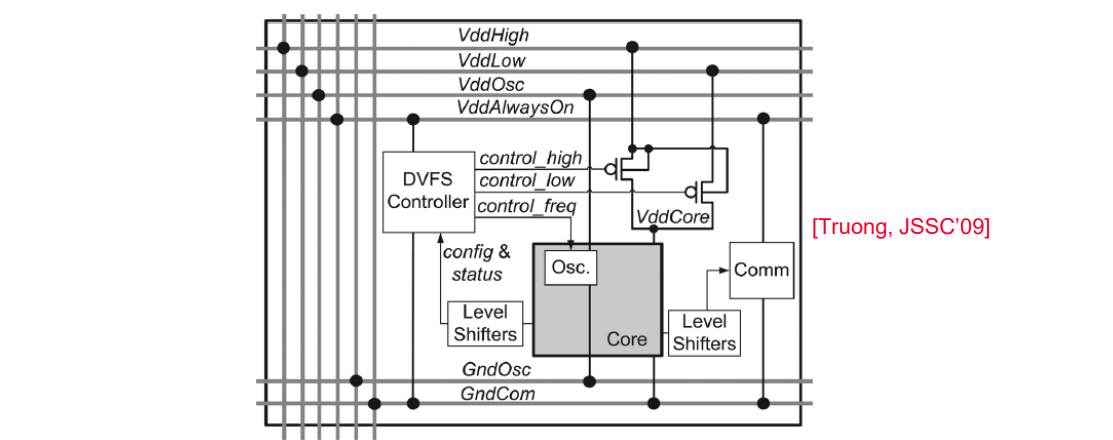 VddHigh
VddLow
VddOsc
VddAlwaysOn
DVFS
Controller
control_high
control_low
control_freq
VddCore
[Truong, JSSC’09]
config &
status
Osc.
Comm
Level
Shifters
Core
Level
Shifters
GndOsc
GndCom